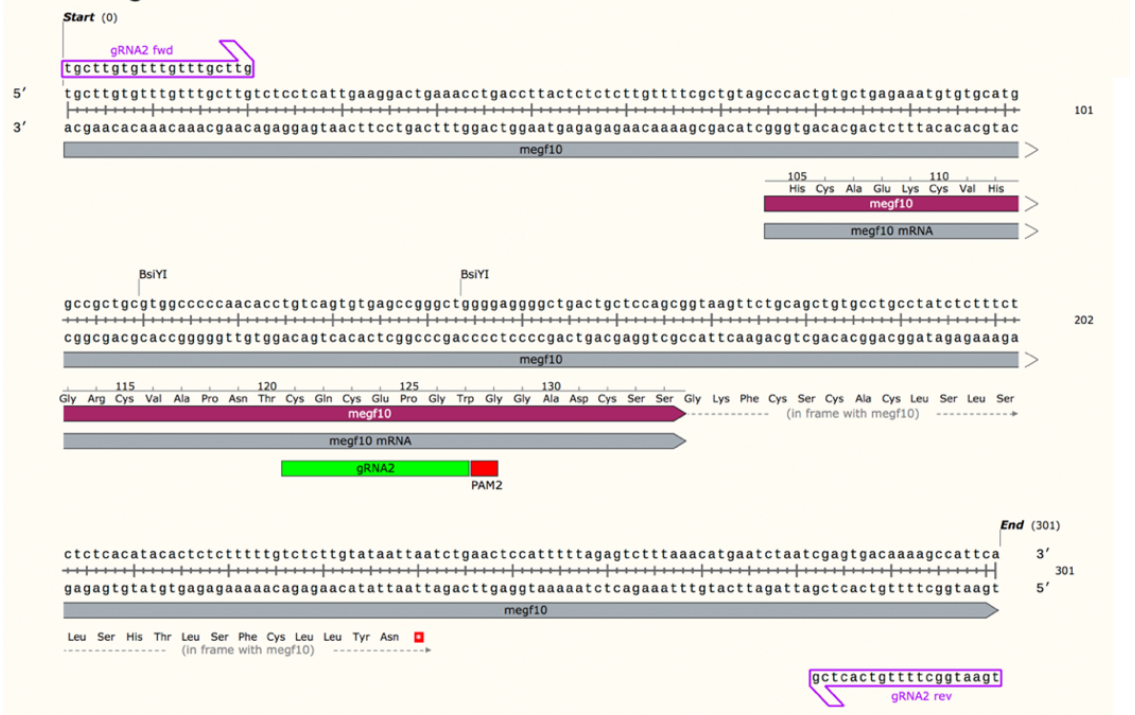 Start (0)
gRNA2 fwd
tgcttgtgtttgtttgcttg
5′ tgcttgtgtttgtttgcttgtctcctcattgaaggactgaaacctgaccttactctctcttgttttcgctgtagcccactgtgctgagaaatgtgtgcatg
101
3′ acgaacacaaacaaacgaacagaggagtaacttcctgactttggactggaatgagagagaacaaaagcgacatcgggtgacacgactctttacacacgtac
megf10
105 110
His Cys Ala Glu Lys Cys Val His
megf10
megf10 mRNA
BsiYI BsiYI
gccgctgcgtggcccccaacacctgtcagtgtgagccgggctggggaggggctgactgctccagcggtaagttctgcagctgtgcctgcctatctctttct
202
cggcgacgcaccgggggttgtggacagtcacactcggcccgacccctccccgactgacgaggtcgccattcaagacgtcgacacggacggatagagaaaga
megf10
115 120 125 130
Gly Arg Cys Val Ala Pro Asn Thr Cys Gln Cys Glu Pro Gly Trp Gly Gly Ala Asp Cys Ser Ser Gly Lys Phe Cys Ser Cys Ala Cys Leu Ser Leu Ser
megf10 (in frame with megf10)
megf10 mRNA
gRNA2
PAM2
End (301)
ctctcacatacactctctttttgtctcttgtataattaatctgaactccatttttagagtctttaaacatgaatctaatcgagtgacaaaagccattca 3′
301
gagagtgtatgtgagagaaaaacagagaacatattaattagacttgaggtaaaaatctcagaaatttgtacttagattagctcactgttttcggtaagt 5′
megf10
Leu Ser His Thr Leu Ser Phe Cys Leu Leu Tyr Asn
(in frame with megf10)
gctcactgttttcggtaagt
gRNA2 rev